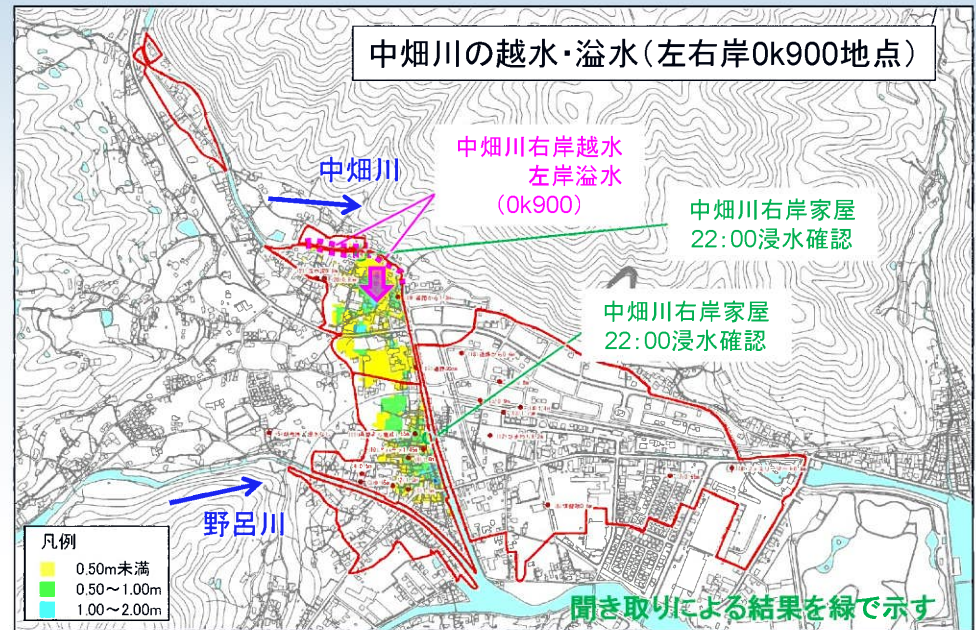 中畑川の越水・溢水(左右岸0k900地点)
中畑川右岸越水
左岸溢水
(0k900)
中畑川
中畑川右岸家屋
22:00浸水確認
中畑川右岸家屋
22:00浸水確認
野呂川
凡例
0.50m未満
0.50~1.00m
1.00~2.00m
聞き取りによる結果を緑で示す